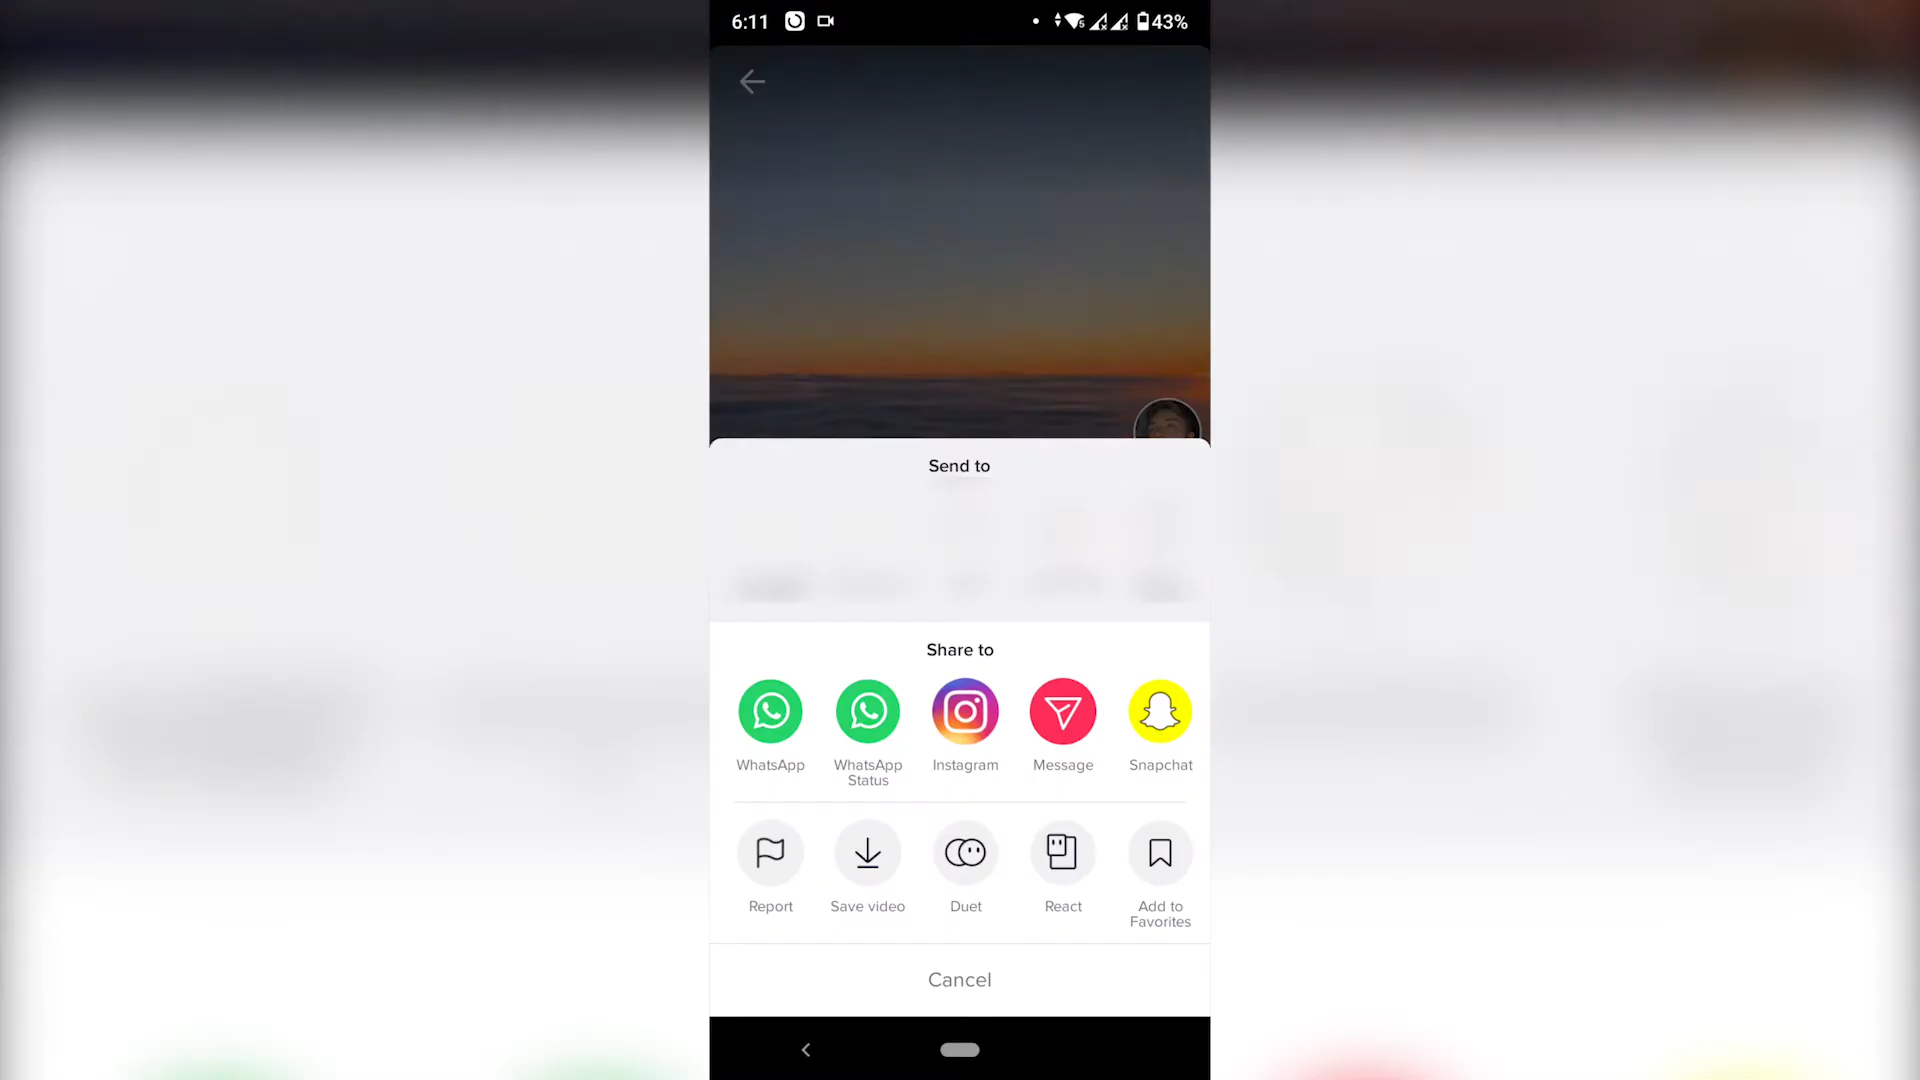 6:11
43%
Send to
Share to
WhatsApp
WhatsApp
Status
Instagram
Message
Snapchat
Report
Save video
Duet
React
Add to
Favorites
Cancel